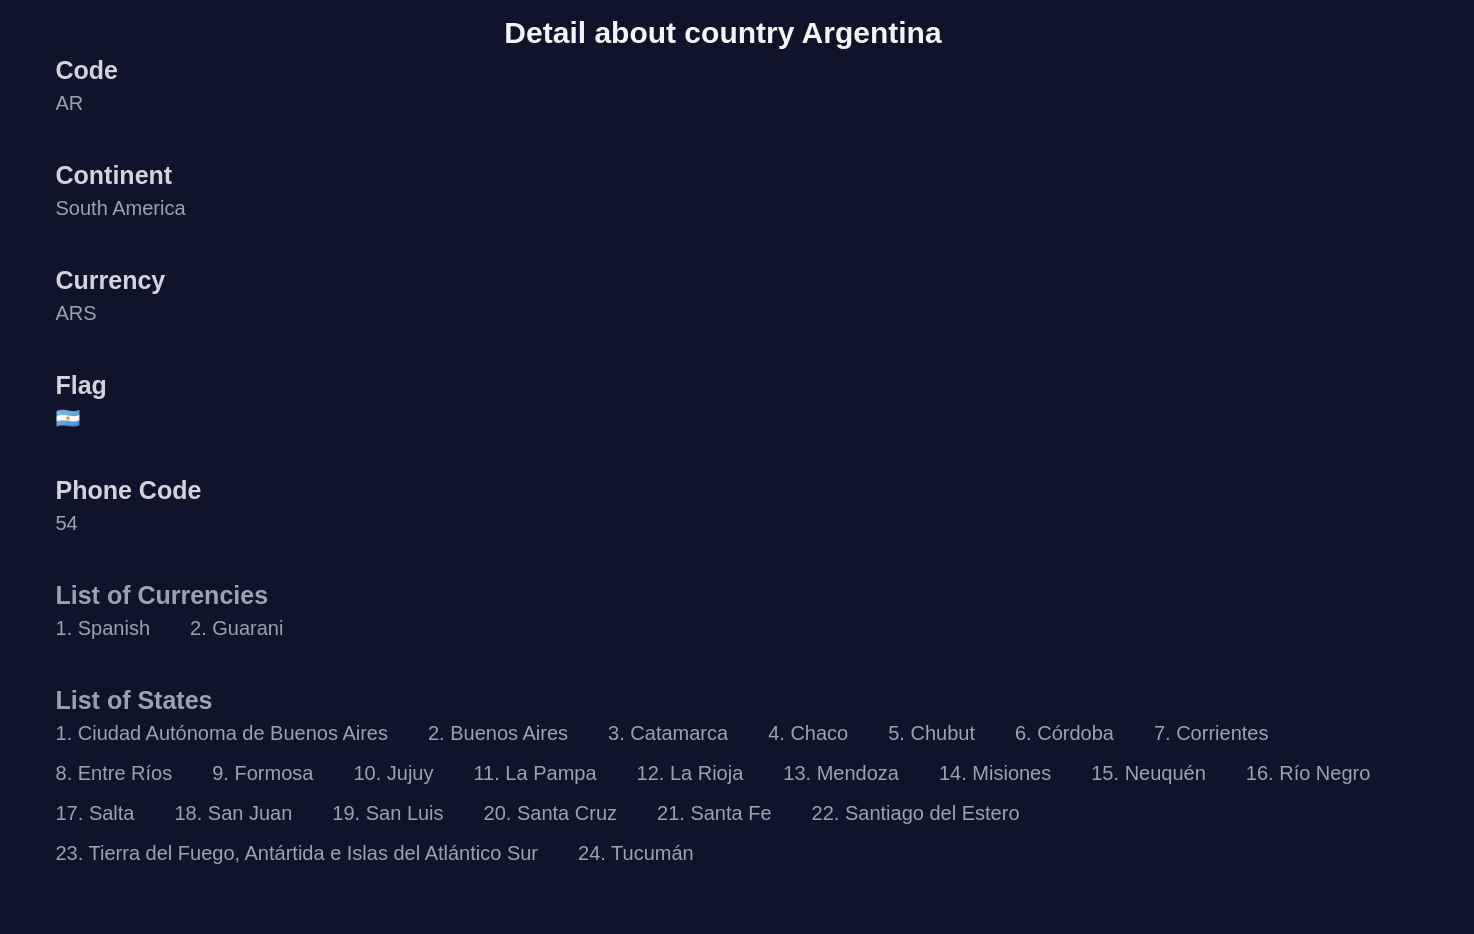 Detail about country Argentina
Code
AR
Continent
South America
Currency
ARS
Flag
Phone Code
54
List of Currencies
1. Spanish 2. Guarani
List of States
1. Ciudad Autónoma de Buenos Aires 2. Buenos Aires 3. Catamarca 4. Chaco 5. Chubut 6. Córdoba 7. Corrientes
8. Entre Ríos 9. Formosa 10. Jujuy 11. La Pampa 12. La Rioja 13. Mendoza 14. Misiones 15. Neuquén 16. Río Negro
17. Salta 18. San Juan 19. San Luis 20. Santa Cruz 21. Santa Fe 22. Santiago del Estero
23. Tierra del Fuego, Antártida e Islas del Atlántico Sur 24. Tucumán